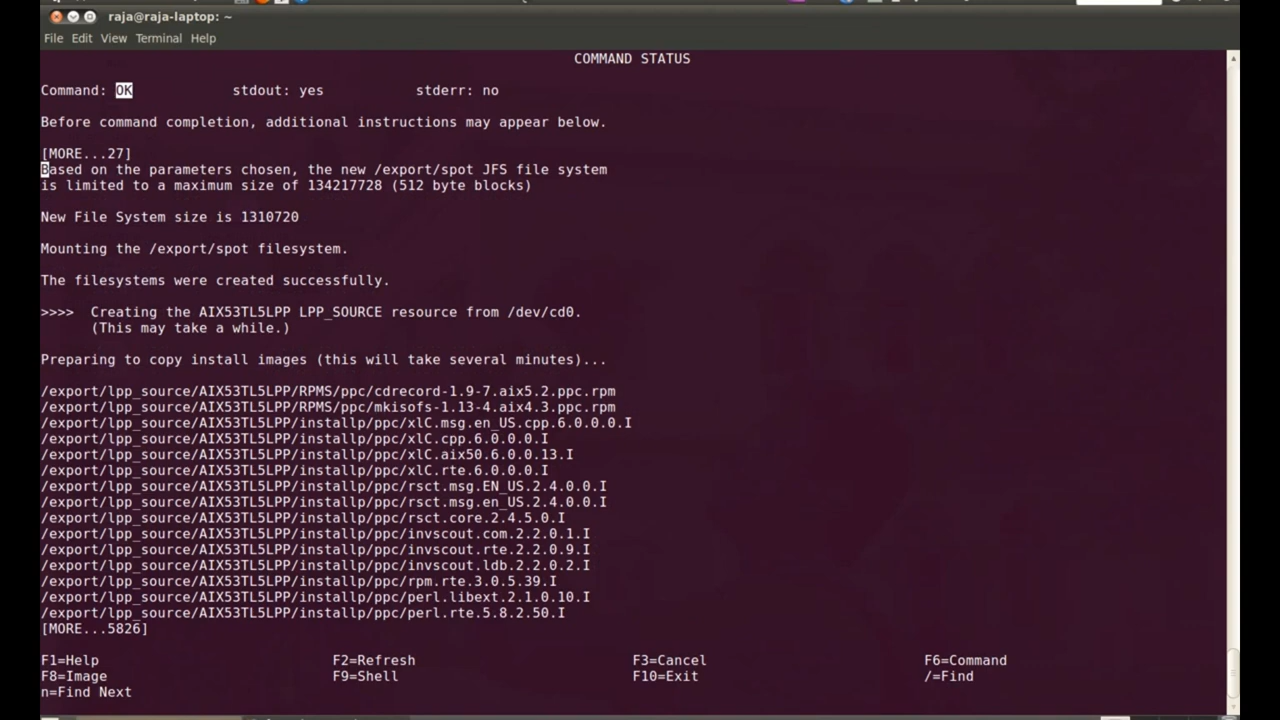 raja@raja-laptop: ~
File Edit View Terminal Help
COMMAND STATUS
Command: OK stdout: yes stderr: no
Before command completion, additional instructions may appear below.
[MORE...27]
Based on the parameters chosen, the new /export/spot JFS file system
is limited to a maximum size of 134217728 (512 byte blocks)
New File System size is 1310720
Mounting the /export/spot filesystem.
The filesystems were created successfully.
>>>> Creating the AIX53TL5LPP LPP_SOURCE resource from /dev/cd0.
(This may take a while.)
Preparing to copy install images (this will take several minutes)...
/export/lpp_source/AIX53TL5LPP/RPMS/ppc/cdrecord-1.9-7.aix5.2.ppc.rpm
/export/lpp_source/AIX53TL5LPP/RPMS/ppc/mkisofs-1.13-4.aix4.3.ppc.rpm
/export/lpp_source/AIX53TL5LPP/installp/ppc/xlC.msg.en_US.cpp.6.0.0.0.I
/export/lpp_source/AIX53TL5LPP/installp/ppc/xlC.cpp.6.0.0.0.I
/export/lpp_source/AIX53TL5LPP/installp/ppc/xlC.aix50.6.0.0.13.I
/export/lpp_source/AIX53TL5LPP/installp/ppc/xlC.rte.6.0.0.0.I
/export/lpp_source/AIX53TL5LPP/installp/ppc/rsct.msg.EN_US.2.4.0.0.I
/export/lpp_source/AIX53TL5LPP/installp/ppc/rsct.msg.en_US.2.4.0.0.I
/export/lpp_source/AIX53TL5LPP/installp/ppc/rsct.core.2.4.5.0.I
/export/lpp_source/AIX53TL5LPP/installp/ppc/invscout.com.2.2.0.1.I
/export/lpp_source/AIX53TL5LPP/installp/ppc/invscout.rte.2.2.0.9.I
/export/lpp_source/AIX53TL5LPP/installp/ppc/invscout.ldb.2.2.0.2.I
/export/lpp_source/AIX53TL5LPP/installp/ppc/rpm.rte.3.0.5.39.I
/export/lpp_source/AIX53TL5LPP/installp/ppc/perl.libext.2.1.0.10.I
/export/lpp_source/AIX53TL5LPP/installp/ppc/perl.rte.5.8.2.50.I
[MORE...5826]
F1=Help F2=Refresh F3=Cancel F6=Command
F8=Image F9=Shell F10=Exit /=Find
n=Find Next